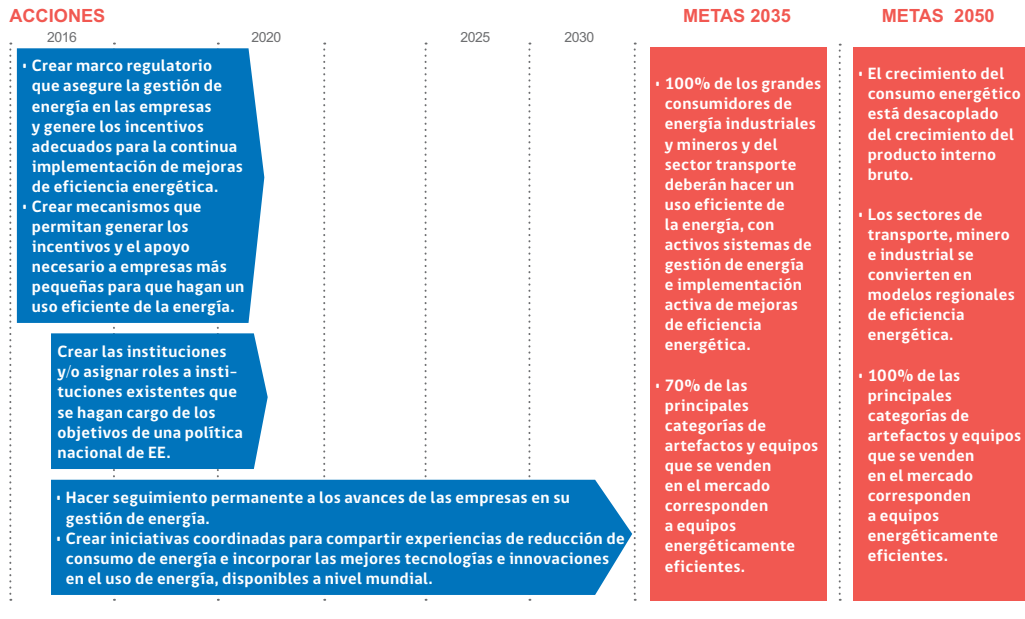 ACCIONES
METAS 2035
METAS 2050
2016
2020
2025
2030
· Crear marco regulatorio
que asegure la gestión de
energía en las empresas
y genere los incentivos
adecuados para la continua
implementación de mejoras
de eficiencia energética.
· Crear mecanismos que
permitan generar los
incentivos y el apoyo
necesario a empresas más
pequeñas para que hagan un
uso eficiente de la energía.
Crear las instituciones
y/o asignar roles a insti-
tuciones existentes que
se hagan cargo de los
objetivos de una política
nacional de EE.
· Hacer seguimiento permanente a los avances de las empresas en su
gestión de energía.
· Crear iniciativas coordinadas para compartir experiencias de reducción de
consumo de energía e incorporar las mejores tecnologías e innovaciones
en el uso de energía, disponibles a nivel mundial.
· 100% de los grandes
consumidores de
energía industriales
y mineros y del
sector transporte
deberán hacer un
uso eficiente de
la energía, con
activos sistemas de
gestión de energía
e implementación
activa de mejoras
de eficiencia
energética.
· 70% de las
principales
categorías de
artefactos y equipos
que se venden
en el mercado
corresponden
a equipos
energéticamente
eficientes.
· El crecimiento del
consumo energético
está desacoplado
del crecimiento del
producto interno
bruto.
· Los sectores de
transporte, minero
e industrial se
convierten en
modelos regionales
de eficiencia
energética.
· 100% de las
principales
categorías de
artefactos y equipos
que se venden
en el mercado
corresponden
a equipos
energéticamente
eficientes.